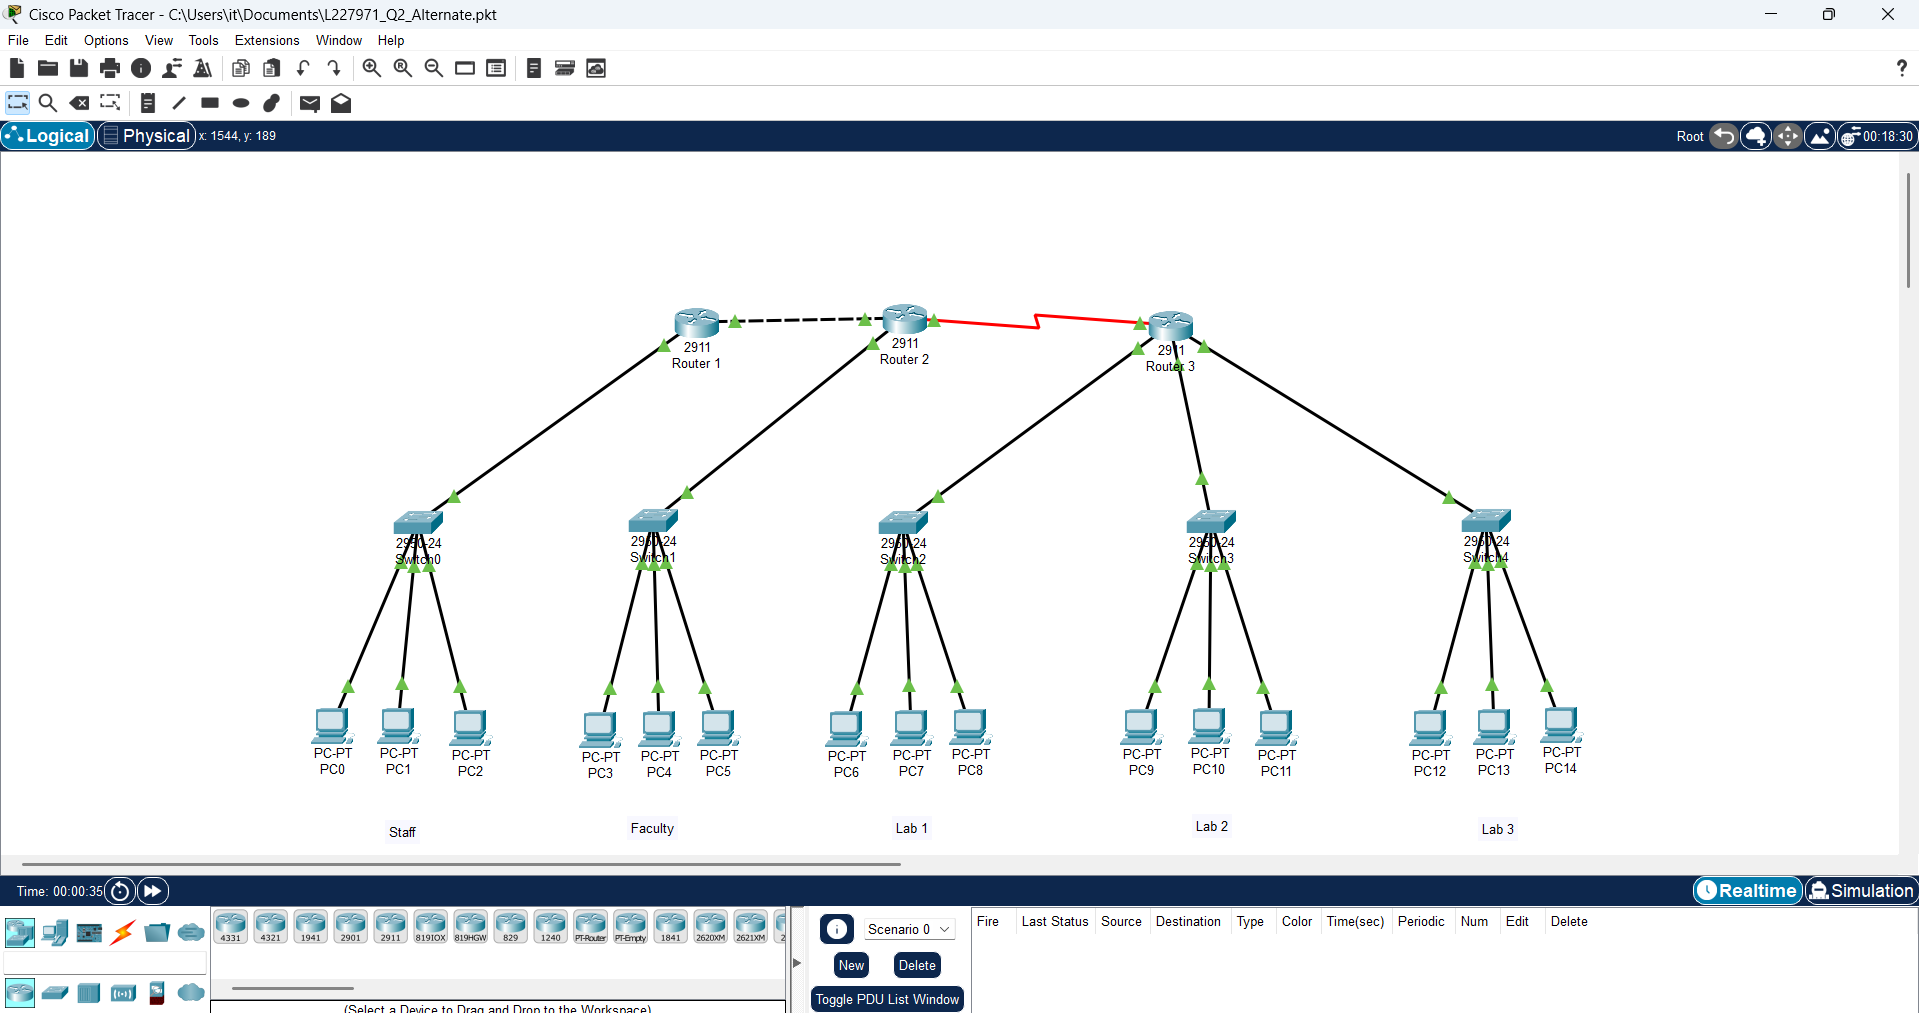 Cisco Packet Tracer - C:\Users\it\Documents\L227971_Q2_Alternate.pkt
File Edit Options View Tools Extensions Window Help
Logical Physical x: 1544, y: 189 Root 00:18:30
2911
Router 1
2911
Router 2
2911
Router 3
2950-24
Switch0
2950-24
Switch1
2950-24
Switch2
2950-24
Switch3
2950-24
Switch4
PC-PT
PC0
PC-PT
PC1
PC-PT
PC2
PC-PT
PC3
PC-PT
PC4
PC-PT
PC5
PC-PT
PC6
PC-PT
PC7
PC-PT
PC8
PC-PT
PC9
PC-PT
PC10
PC-PT
PC11
PC-PT
PC12
PC-PT
PC13
PC-PT
PC14
Staff
Faculty
Lab 1
Lab 2
Lab 3
Time: 00:00:35 Realtime Simulation
4331 4321 1941 2901 2911 819IOX 819HGW 829 1240 PT-Router PT-Empty 1841 2620XM 2621XM 2
(Select a Device to Drag and Drop to the Workspace)
Scenario 0
New Delete
Toggle PDU List Window
Fire Last Status Source Destination Type Color Time(sec) Periodic Num Edit Delete